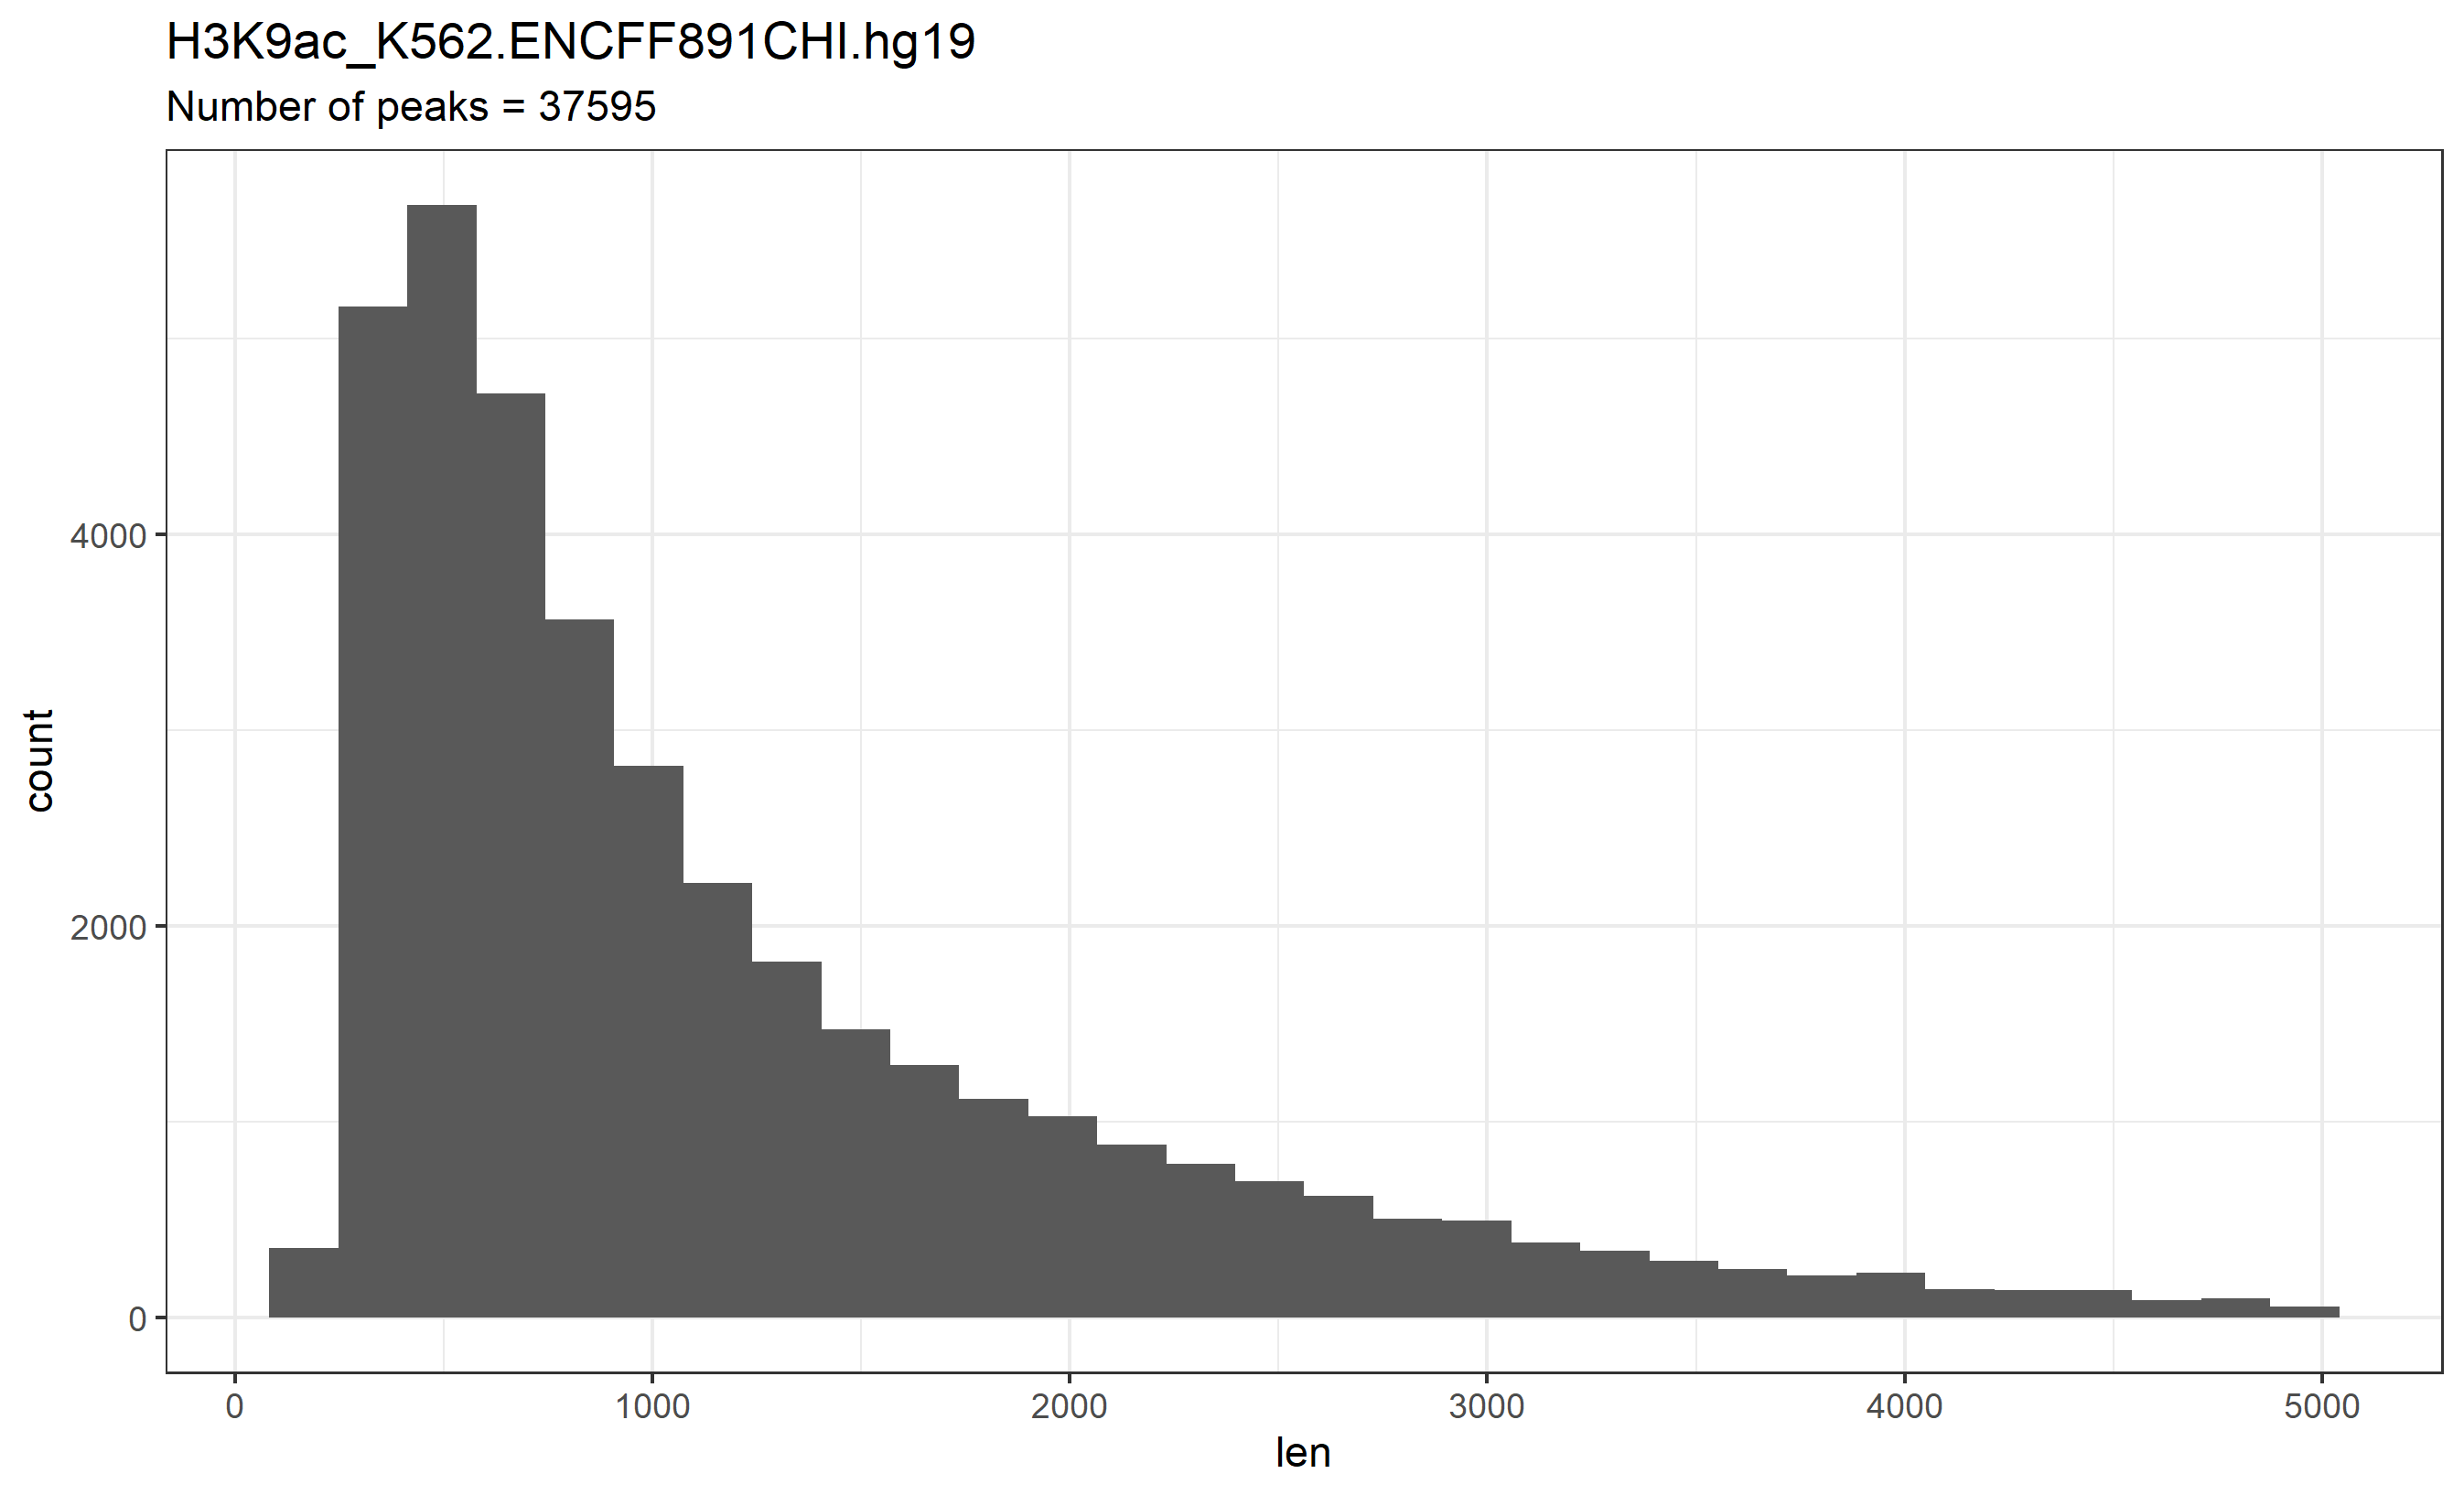 H3K9ac_K562.ENCFF891CHI.hg19
Number of peaks = 37595
count
4000
2000
0
0 1000 2000 3000 4000 5000
len